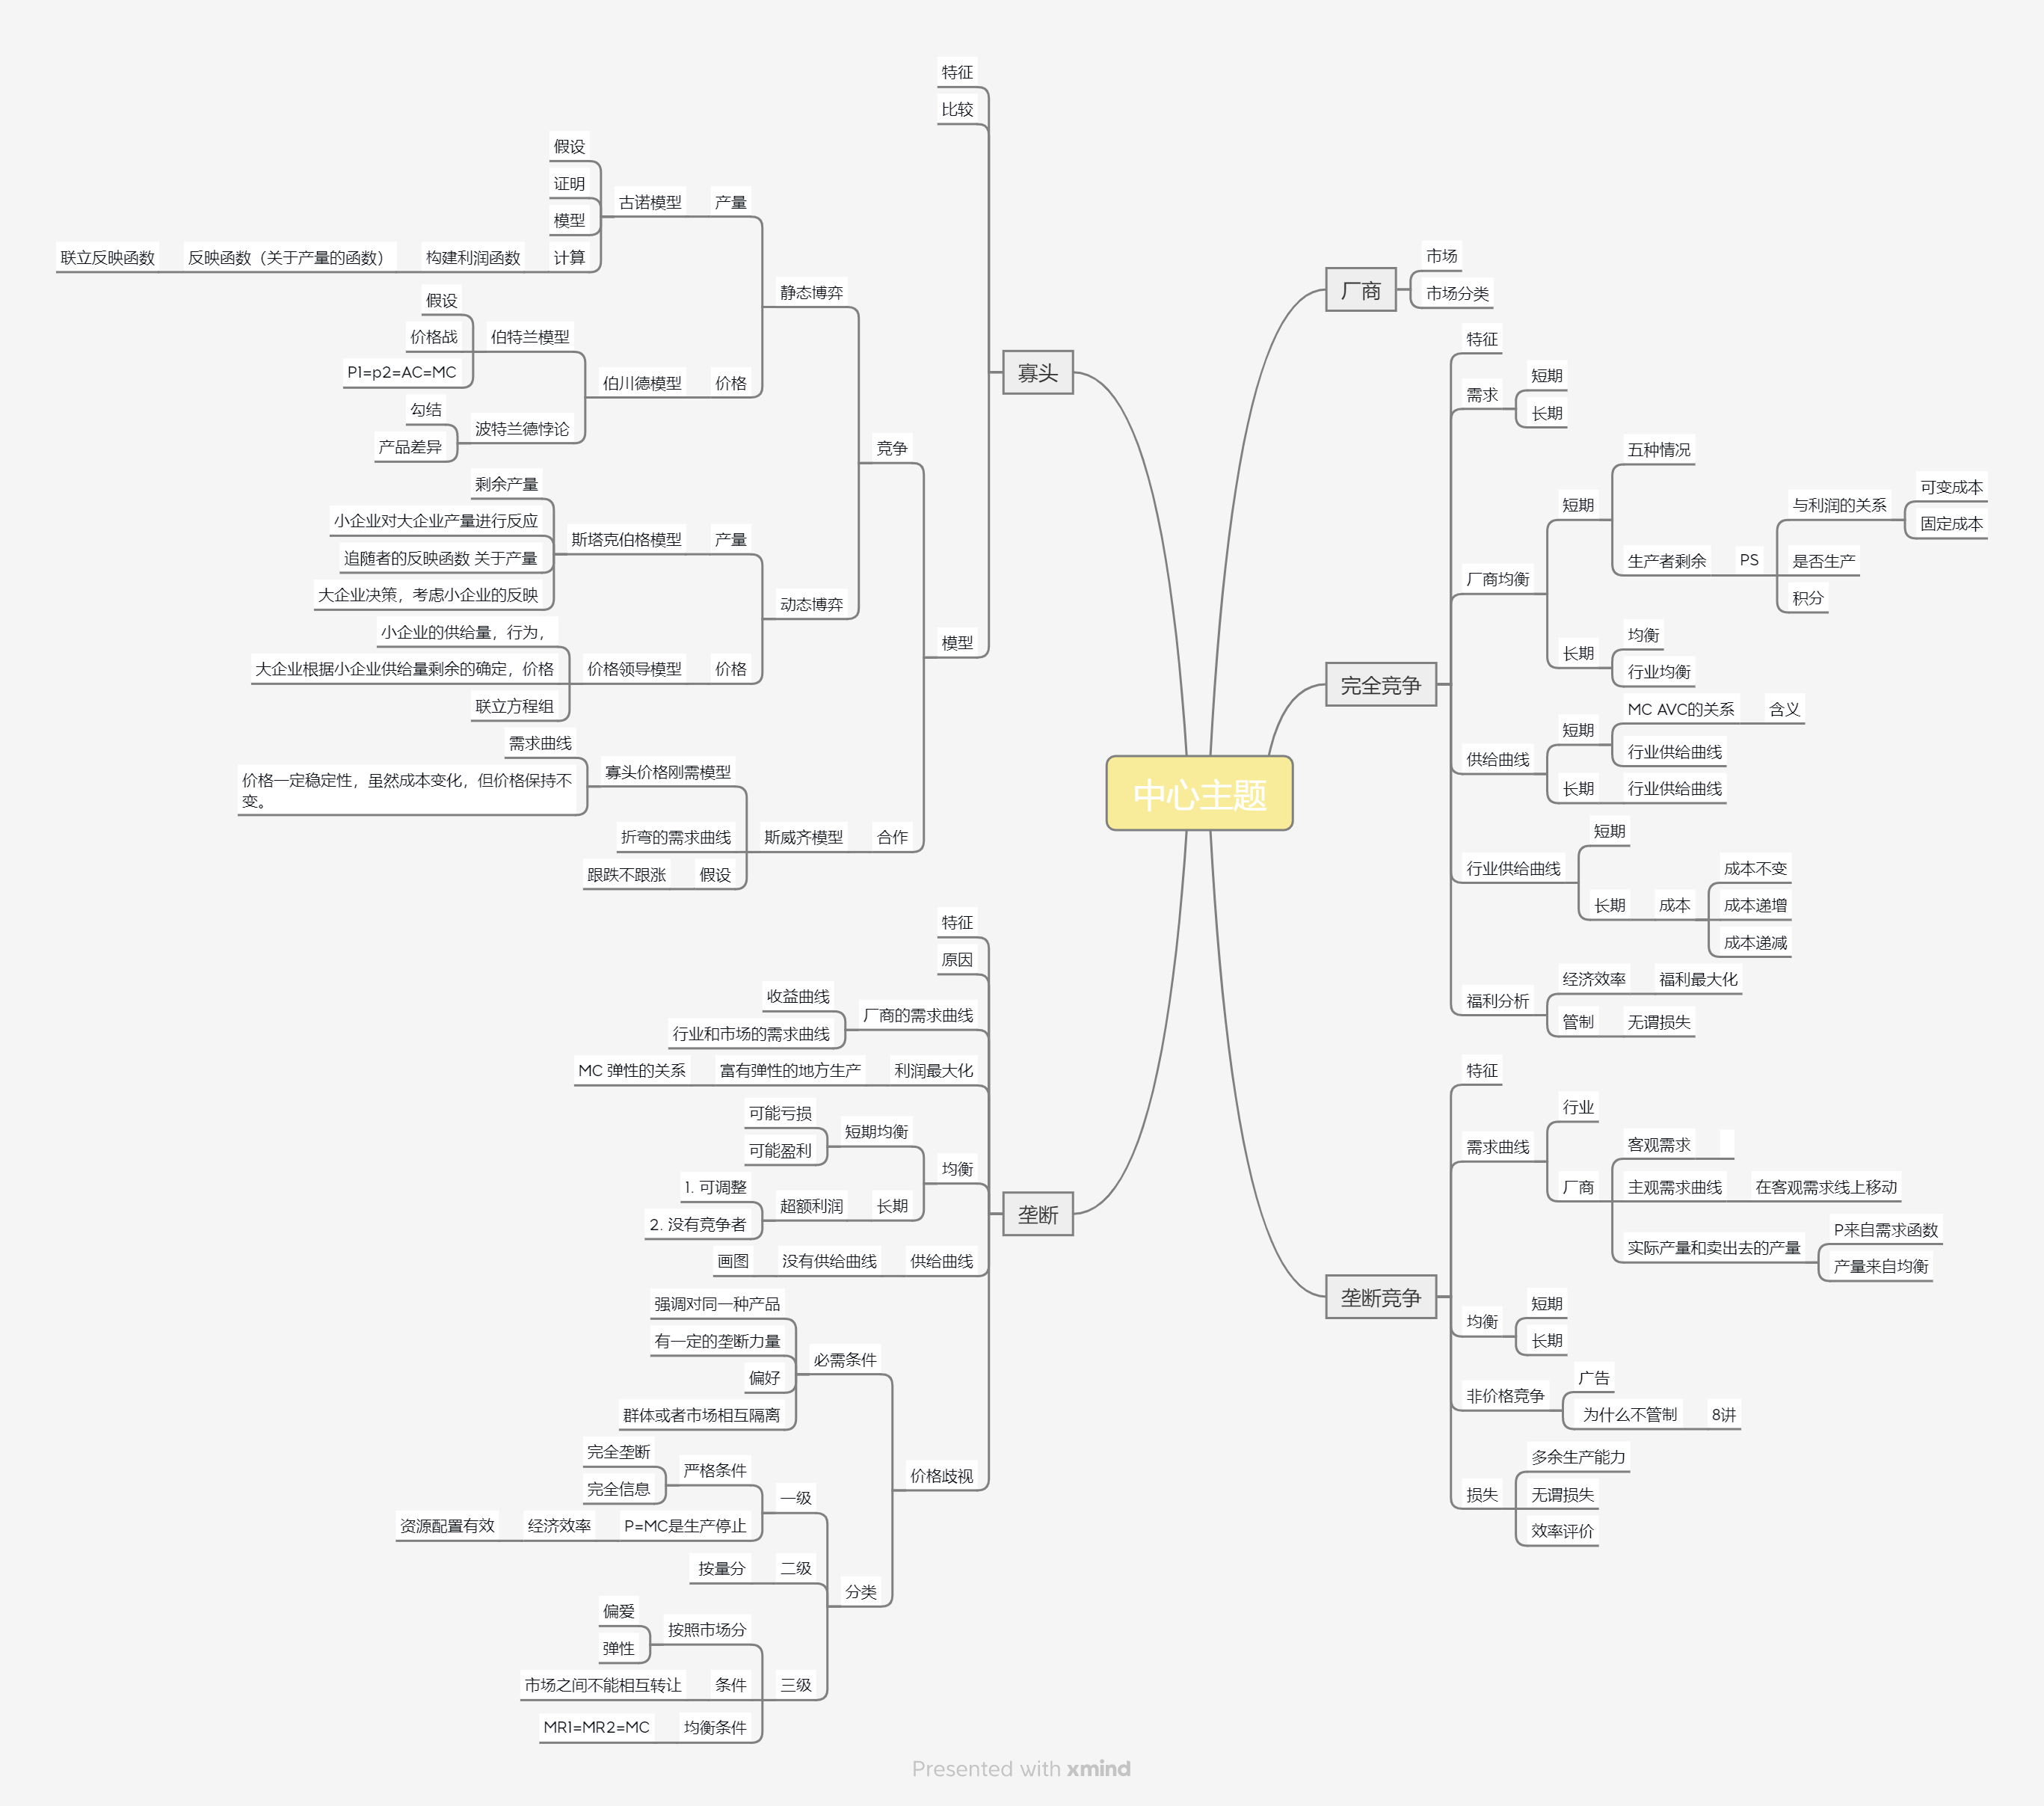 中心主题
厂商
市场
市场分类
完全竞争
特征
需求
短期
长期
厂商均衡
短期
五种情况
生产者剩余
PS
与利润的关系
可变成本
固定成本
是否生产
积分
长期
均衡
行业均衡
供给曲线
短期
MC AVC的关系
含义
行业供给曲线
长期
行业供给曲线
行业供给曲线
短期
长期
成本
成本不变
成本递增
成本递减
福利分析
经济效率
福利最大化
管制
无谓损失
垄断竞争
特征
需求曲线
行业
厂商
客观需求
主观需求曲线
在客观需求线上移动
实际产量和卖出去的产量
P来自需求函数
产量来自均衡
均衡
短期
长期
非价格竞争
广告
为什么不管制
8讲
损失
多余生产能力
无谓损失
效率评价
寡头
特征
比较
模型
竞争
静态博弈
产量
古诺模型
假设
证明
模型
计算
构建利润函数
反映函数（关于产量的函数）
联立反映函数
价格
伯川德模型
伯特兰模型
假设
价格战
P1=p2=AC=MC
波特兰德悖论
勾结
产品差异
动态博弈
产量
斯塔克伯格模型
剩余产量
小企业对大企业产量进行反应
追随者的反映函数 关于产量
大企业决策，考虑小企业的反映
价格
价格领导模型
小企业的供给量，行为，
大企业根据小企业供给量剩余的确定，价格
联立方程组
合作
斯威齐模型
寡头价格刚需模型
需求曲线
价格一定稳定性，虽然成本变化，但价格保持不
变。
折弯的需求曲线
假设
跟跌不跟涨
垄断
特征
原因
厂商的需求曲线
收益曲线
行业和市场的需求曲线
利润最大化
富有弹性的地方生产
MC 弹性的关系
均衡
短期均衡
可能亏损
可能盈利
长期
超额利润
1. 可调整
2. 没有竞争者
供给曲线
没有供给曲线
画图
价格歧视
必需条件
强调对同一种产品
有一定的垄断力量
偏好
群体或者市场相互隔离
分类
一级
严格条件
完全垄断
完全信息
P=MC是生产停止
经济效率
资源配置有效
二级
按量分
三级
按照市场分
偏爱
弹性
条件
市场之间不能相互转让
均衡条件
MR1=MR2=MC
Presented with xmind